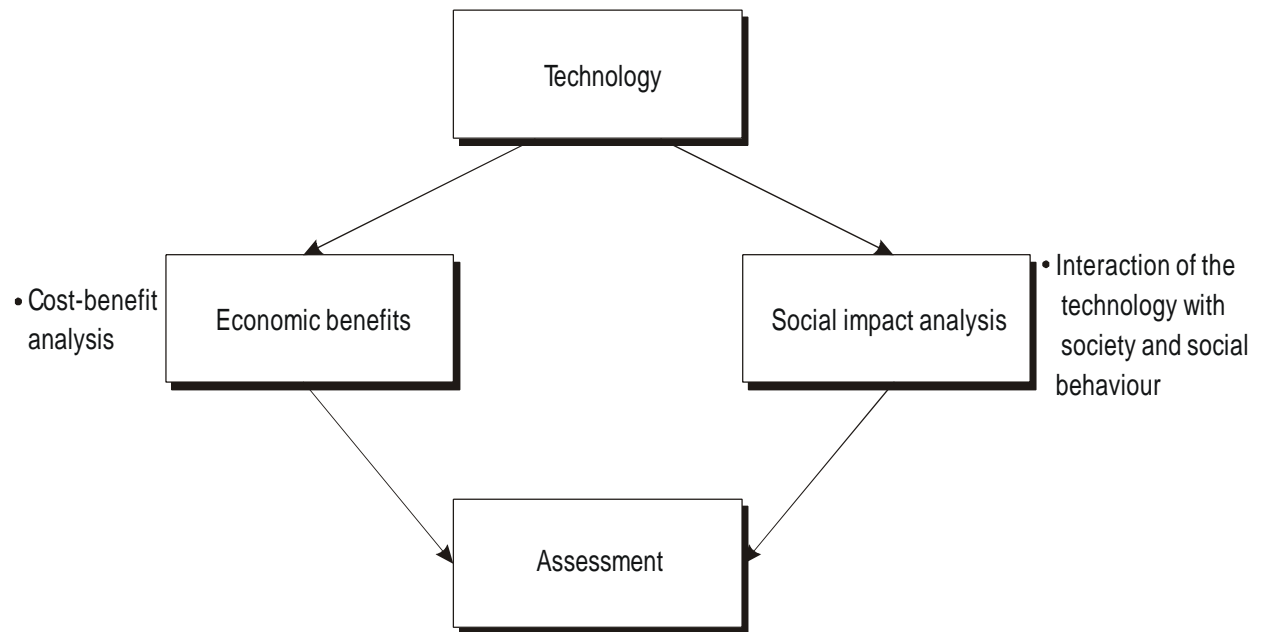 Technology
• Cost-benefit
analysis
Economic benefits
Social impact analysis
• Interaction of the
technology with
society and social
behaviour
Assessment